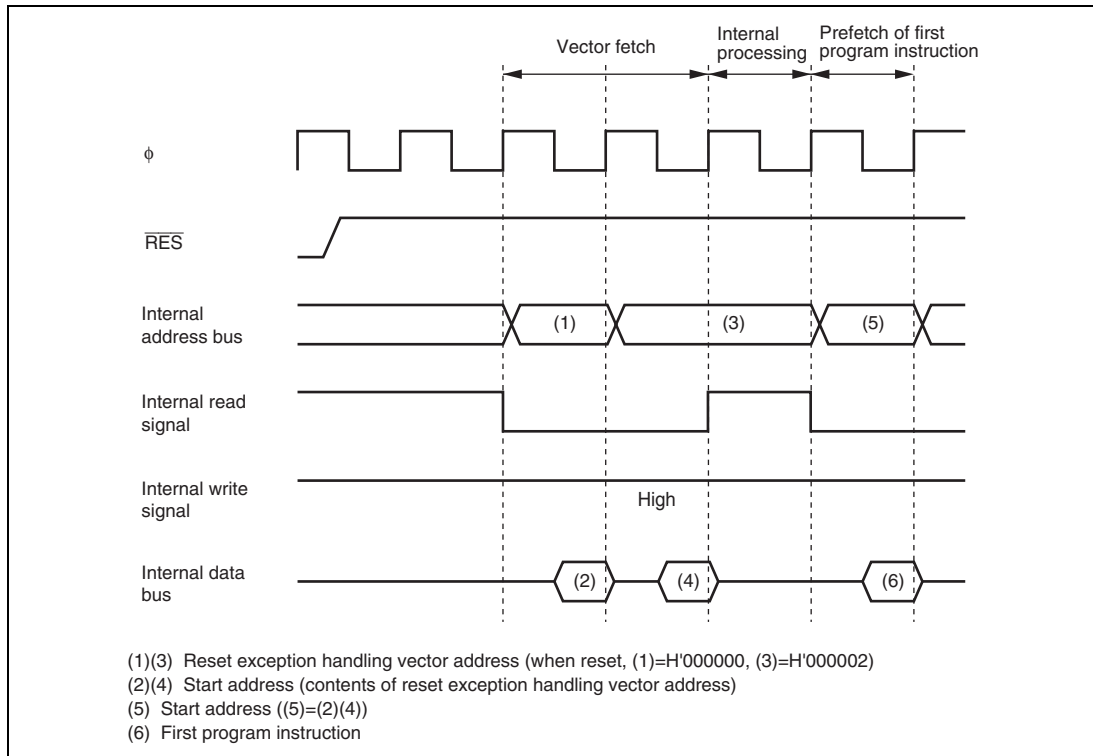 Vector fetch
Internal
processing
Prefetch of first
program instruction
ϕ
RES
Internal
address bus
(1)
(3)
(5)
Internal read
signal
Internal write
signal
High
Internal data
bus
(2)
(4)
(6)
(1)(3) Reset exception handling vector address (when reset, (1)=H'000000, (3)=H'000002)
(2)(4) Start address (contents of reset exception handling vector address)
(5) Start address ((5)=(2)(4))
(6) First program instruction